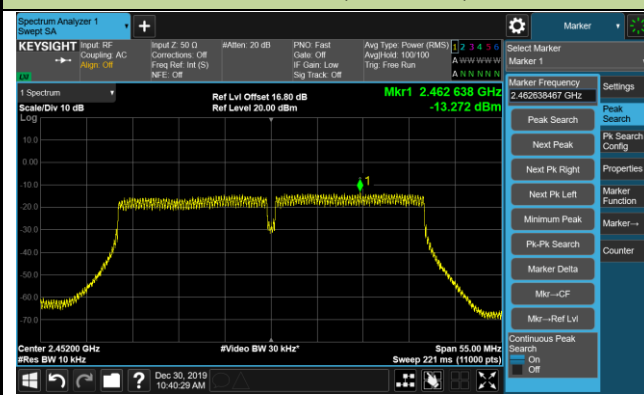 Spectrum Analyzer 1
Swept SA
+
Marker
KEYSIGHT
Input: RF
Coupling: AC
Align: Off
Input Z: 50 Ω
Corrections: Off
Freq Ref: Int (S)
NFE: Off
#Atten: 20 dB
PNO: Fast
Gate: Off
IF Gain: Low
Sig Track: Off
Avg Type: Power (RMS)
Avg|Hold: 100/100
Trig: Free Run
1 2 3 4 5 6
A W W W W W
A N N N N N
LXI
Select Marker
Marker 1
1 Spectrum
Scale/Div 10 dB
Log
Ref Lvl Offset 16.80 dB
Ref Level 20.00 dBm
Mkr1 2.462 638 GHz
-13.272 dBm
10.0
0.00
-10.0
-20.0
-30.0
-40.0
-50.0
-60.0
-70.0
1
Center 2.45200 GHz
#Res BW 10 kHz
#Video BW 30 kHz*
Span 55.00 MHz
Sweep 221 ms (11000 pts)
Marker Frequency
2.462638467 GHz
Peak Search
Next Peak
Next Pk Right
Next Pk Left
Minimum Peak
Pk-Pk Search
Marker Delta
Mkr→CF
Mkr→Ref Lvl
Continuous Peak
Search
On
Off
Settings
Peak
Search
Pk Search
Config
Properties
Marker
Function
Marker→
Counter
?
Dec 30, 2019
10:40:29 AM